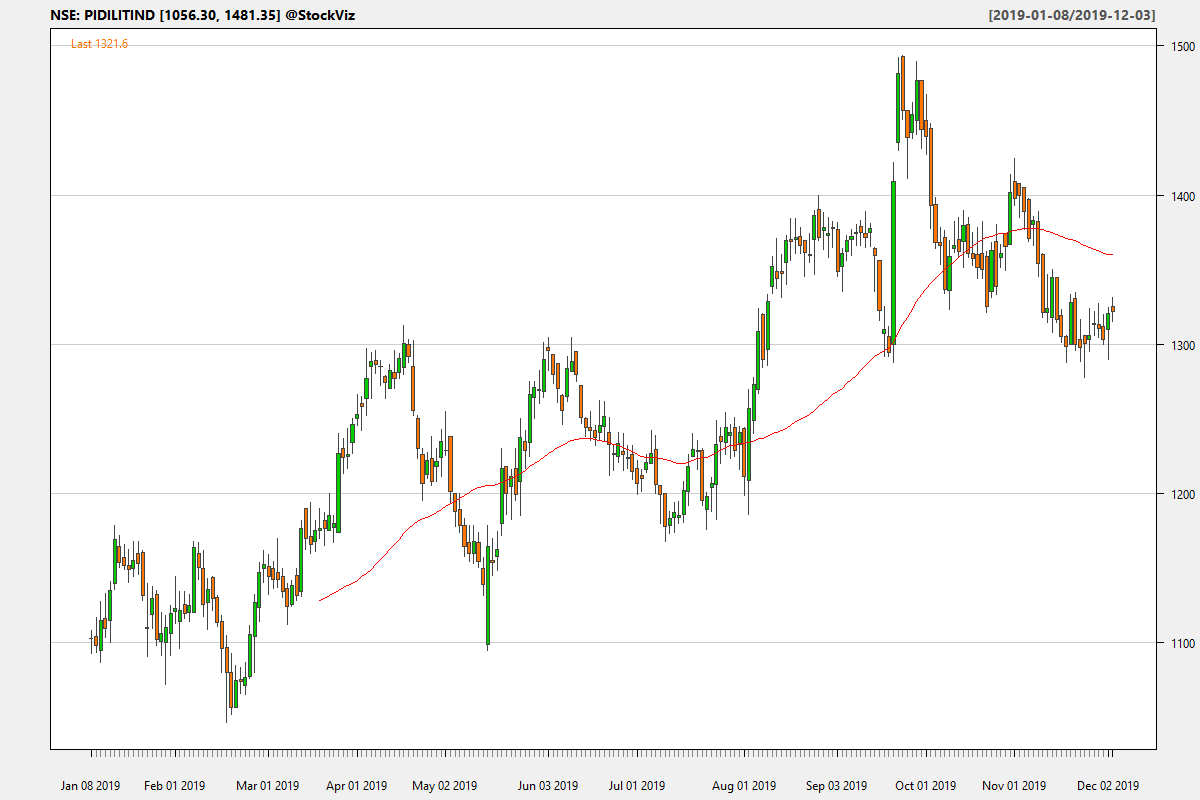 NSE: PIDILITIND [1056.30, 1481.35] @StockViz [2019-01-08/2019-12-03]
Last 1321.6
1500
1400
1300
1200
1100
Jan 08 2019 Feb 01 2019 Mar 01 2019 Apr 01 2019 May 02 2019 Jun 03 2019 Jul 01 2019 Aug 01 2019 Sep 03 2019 Oct 01 2019 Nov 01 2019 Dec 02 2019